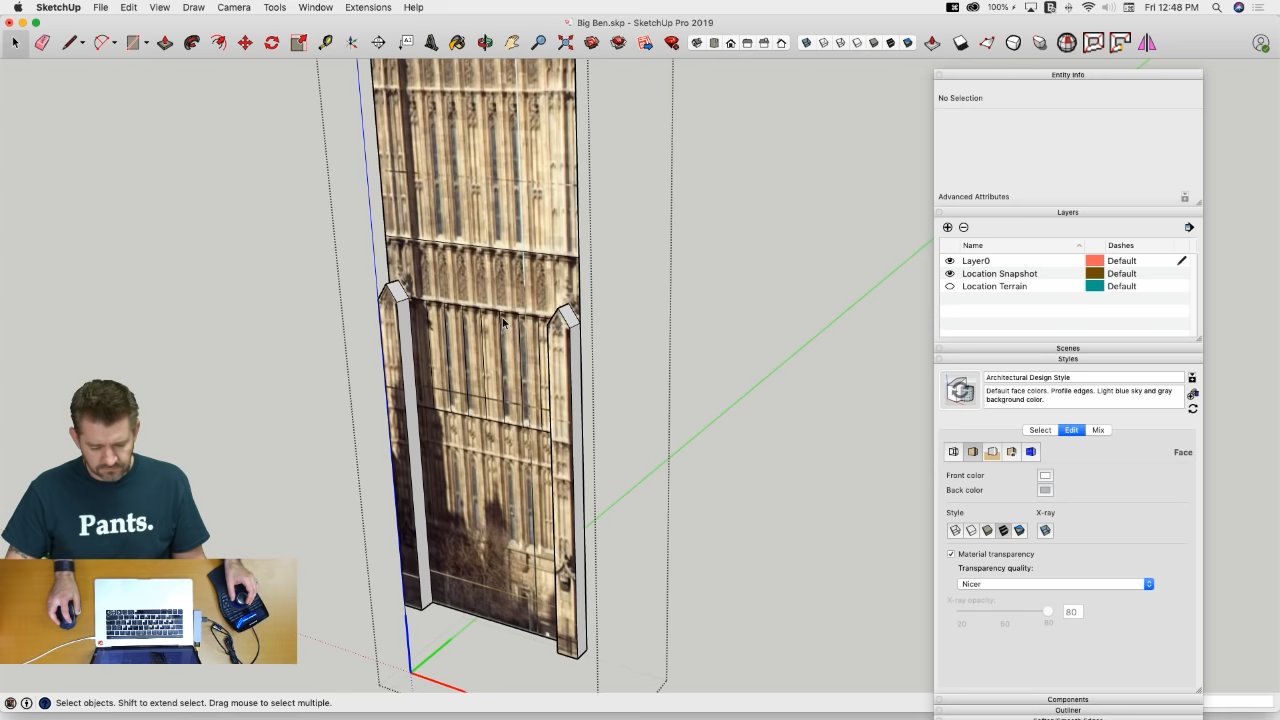 SketchUp File Edit View Draw Camera Tools Window Extensions Help
100% Fri 12:48 PM
Big Ben.skp - SketchUp Pro 2019
Entity Info
No Selection
Advanced Attributes
Layers
Name Dashes
Layer0 Default
Location Snapshot Default
Location Terrain Default
Scenes
Styles
Architectural Design Style
Default face colors. Profile edges. Light blue sky and gray
background color.
Select Edit Mix
Face
Front color
Back color
Style X-ray
Material transparency
Transparency quality:
Nicer
X-ray opacity: 80
20 50 80
Components
Outliner
Pants.
Select objects. Shift to extend select. Drag mouse to select multiple.